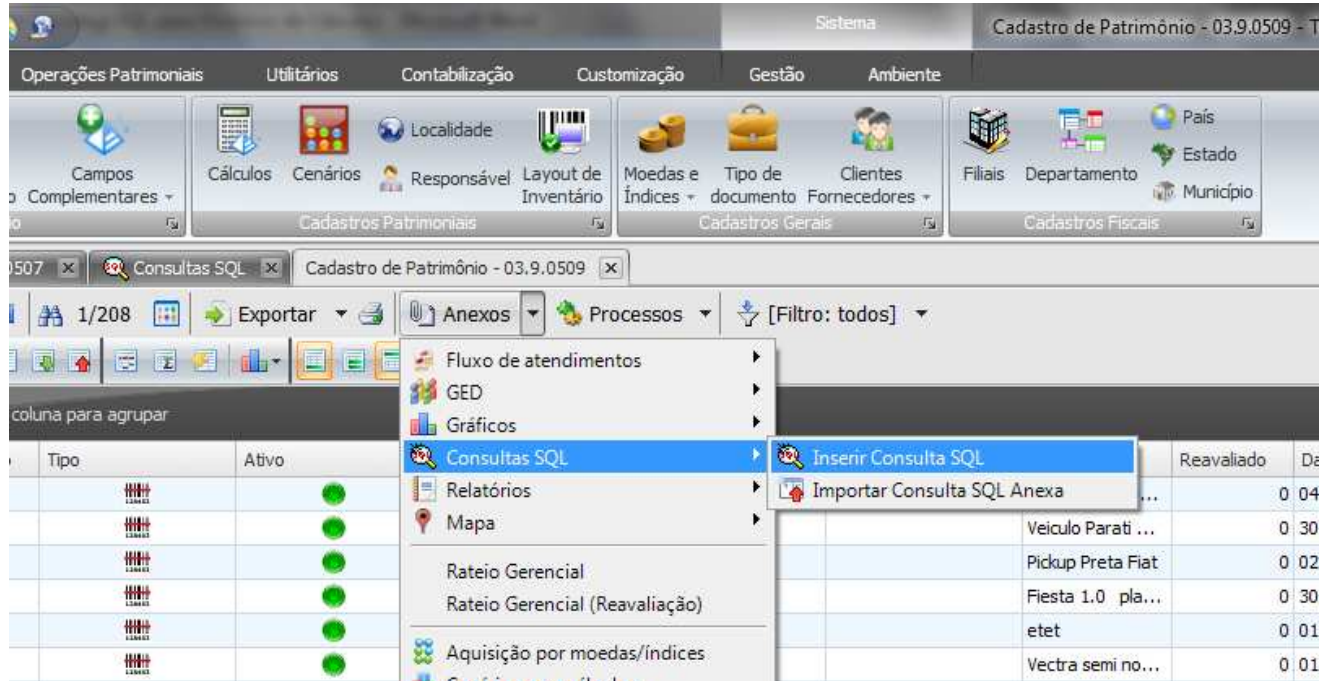 Sistema
Cadastro de Patrimônio - 03.9.0509 - T
Operações Patrimoniais Utilitários Contabilização Customização Gestão Ambiente
Campos Complementares
Cálculos
Cenários
Localidade
Responsável
Layout de Inventário
Moedas e Índices
Tipo de documento
Clientes Fornecedores
Filiais
Departamento
País
Estado
Município
Cadastros Patrimoniais
Cadastros Gerais
Cadastros Fiscais
0507 Consultas SQL Cadastro de Patrimônio - 03.9.0509
1/208 Exportar Anexos Processos [Filtro: todos]
Fluxo de atendimentos
GED
Gráficos
Consultas SQL
Relatórios
Mapa
Rateio Gerencial
Rateio Gerencial (Reavaliação)
Aquisição por moedas/índices
Inserir Consulta SQL
Importar Consulta SQL Anexa
coluna para agrupar
Tipo Ativo Reavaliado Da
... 0 04
Veiculo Parati ... 0 30
Pickup Preta Fiat 0 02
Fiesta 1.0 pla... 0 30
etet 0 01
Vectra semi no... 0 01